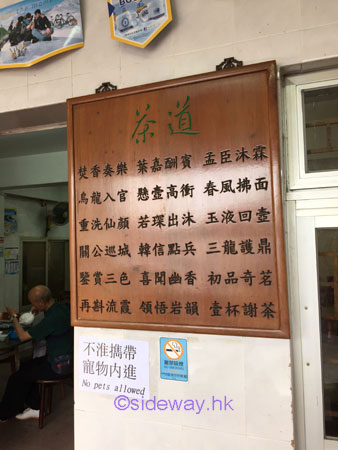 茶道
焚香奏樂 葉嘉酬賓 孟臣沐霖
烏龍入宮 懸壺高衝 春風拂面
重洗仙顏 若琛出沐 玉液回壺
關公巡城 韓信點兵 三龍護鼎
鑒賞三色 喜聞幽香 初品奇茗
再斟流霞 領悟岩韻 壹杯謝茶
不淮攜帶
寵物內進
No pets allowed
©sideway.hk